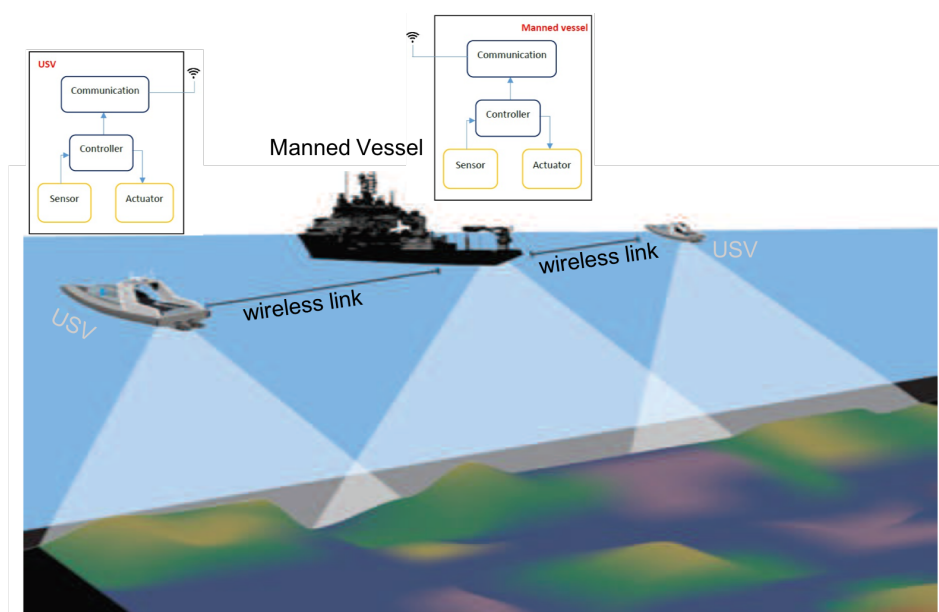 USV
Communication
Controller
Sensor
Actuator
Manned vessel
Communication
Controller
Sensor
Actuator
Manned Vessel
wireless link
wireless link
USV
USV